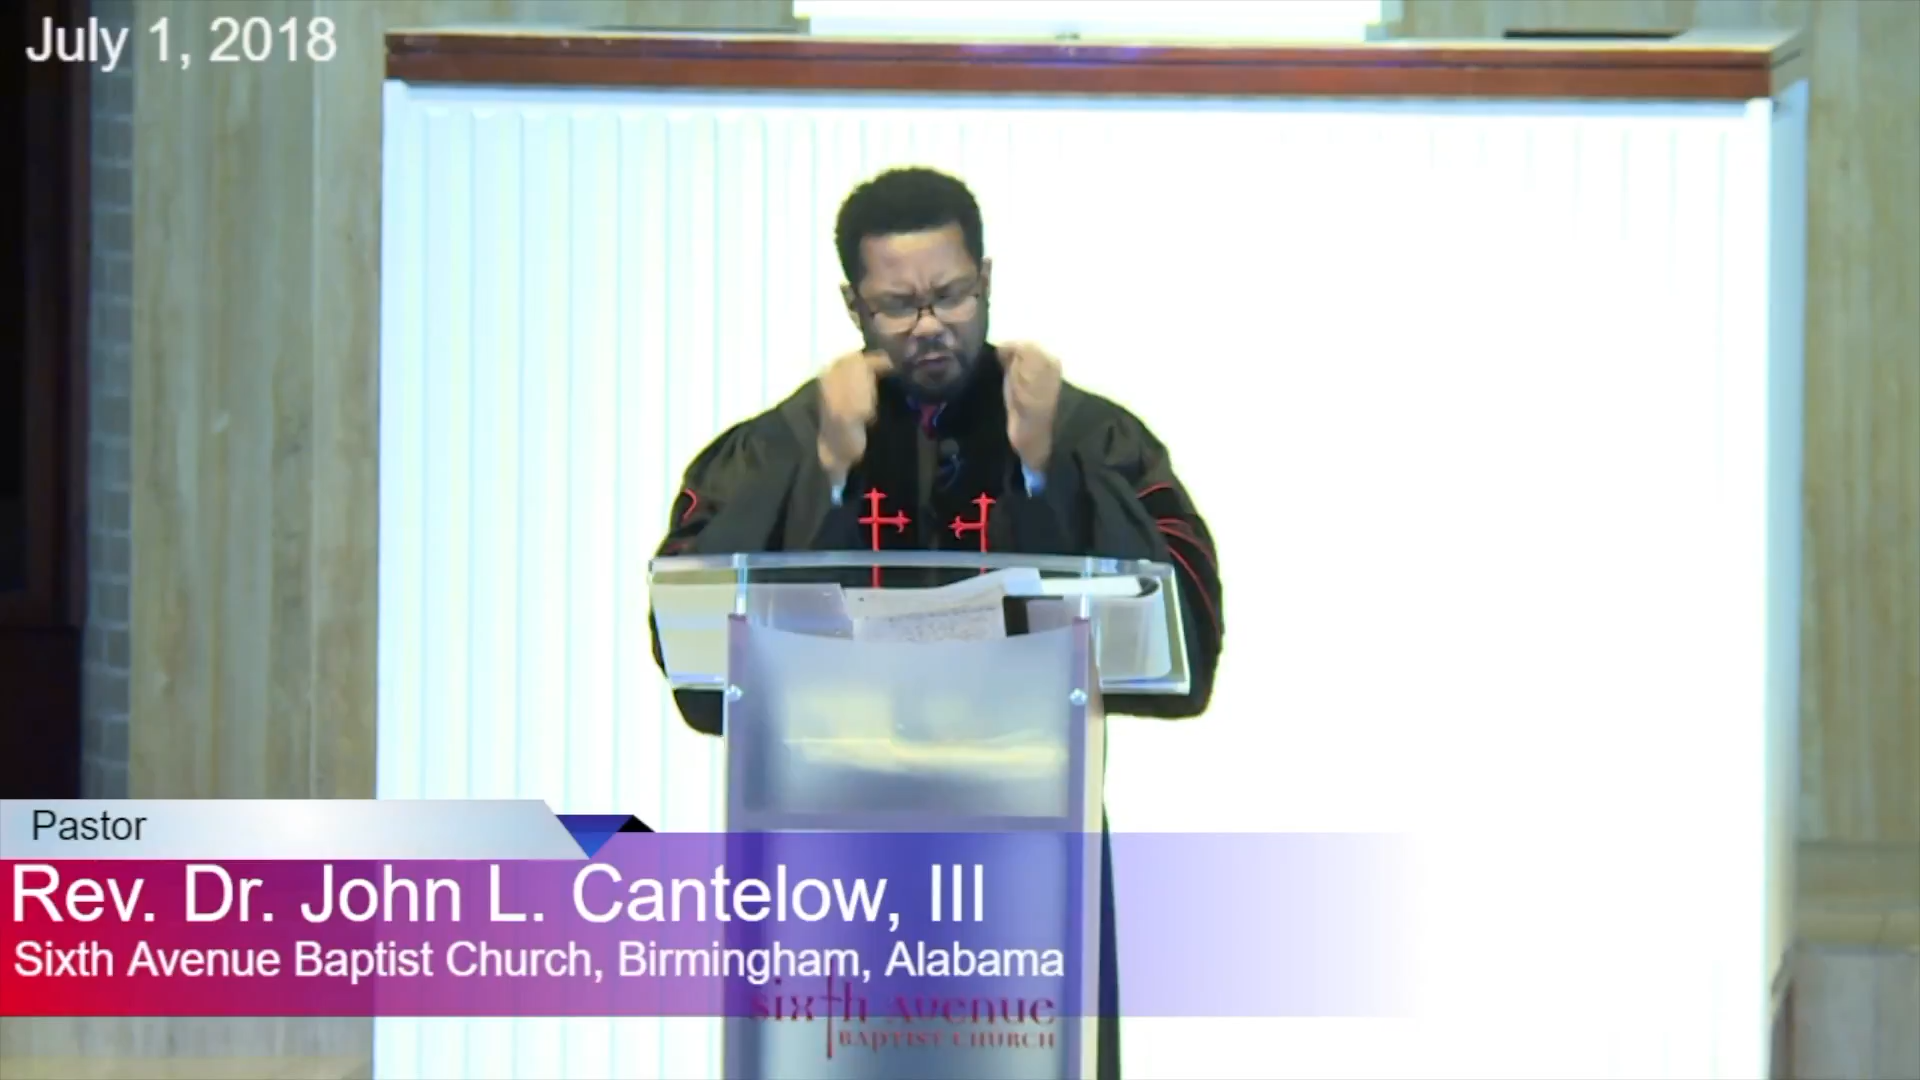 July 1, 2018
Pastor
Rev. Dr. John L. Cantelow, III
Sixth Avenue Baptist Church, Birmingham, Alabama
sixth avenue
BAPTIST CHURCH